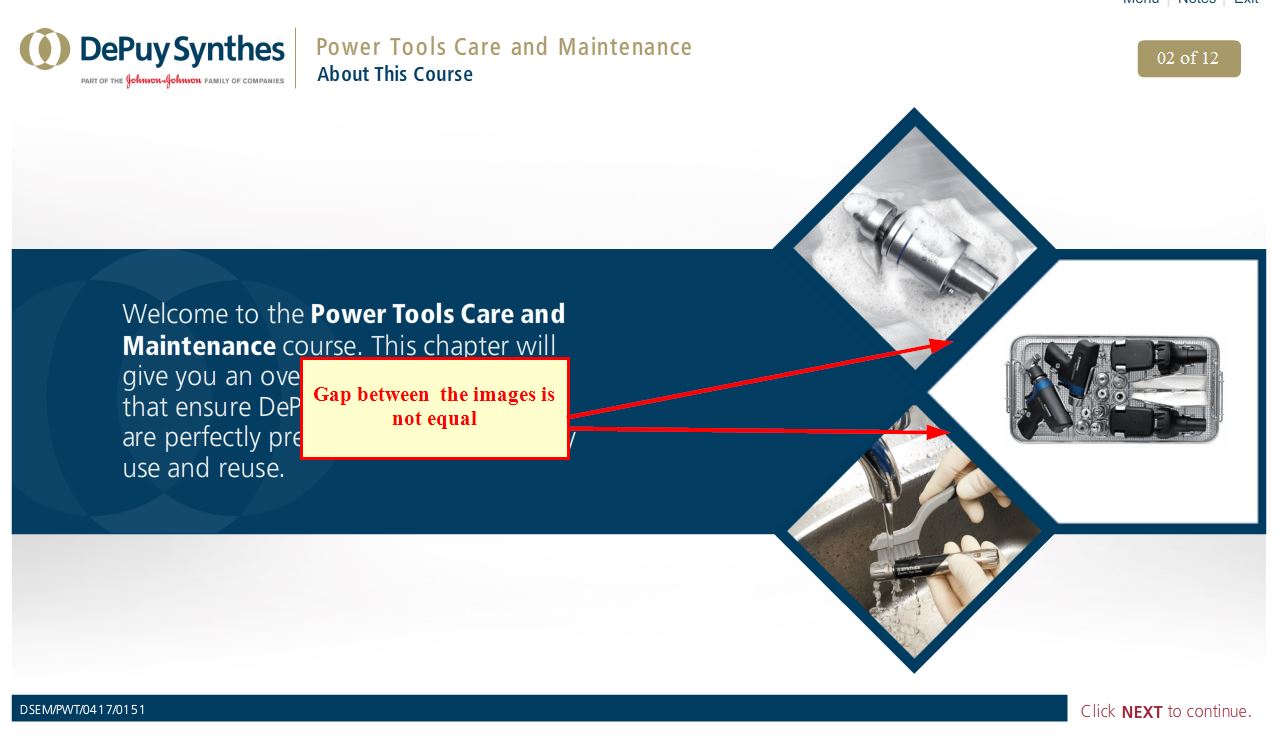 Menu | Notes | Exit
DePuy Synthes
PART OF THE Johnson & Johnson FAMILY OF COMPANIES
Power Tools Care and Maintenance
About This Course
02 of 12
Welcome to the Power Tools Care and
Maintenance course. This chapter will
give you an ove
that ensure DeP
are perfectly pre
use and reuse.
Gap between the images is
not equal
DSEM/PWT/0417/0151
Click NEXT to continue.